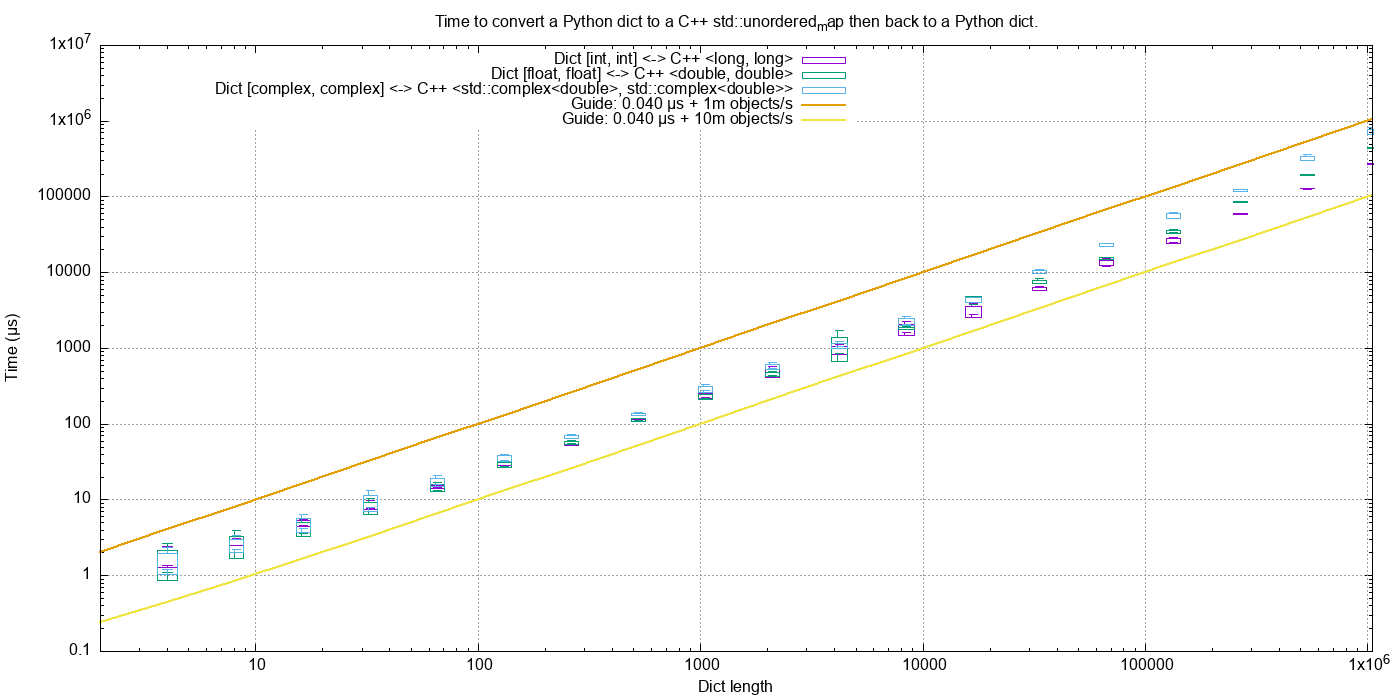 Time to convert a Python dict to a C++ std::unordered_map then back to a Python dict.
Dict [int, int] <-> C++ <long, long>
Dict [float, float] <-> C++ <double, double>
Dict [complex, complex] <-> C++ <std::complex<double>, std::complex<double>>
Guide: 0.040 µs + 1m objects/s
Guide: 0.040 µs + 10m objects/s
1x10^7
1x10^6
100000
10000
1000
100
10
1
0.1
Time (µs)
10 100 1000 10000 100000 1x10^6
Dict length